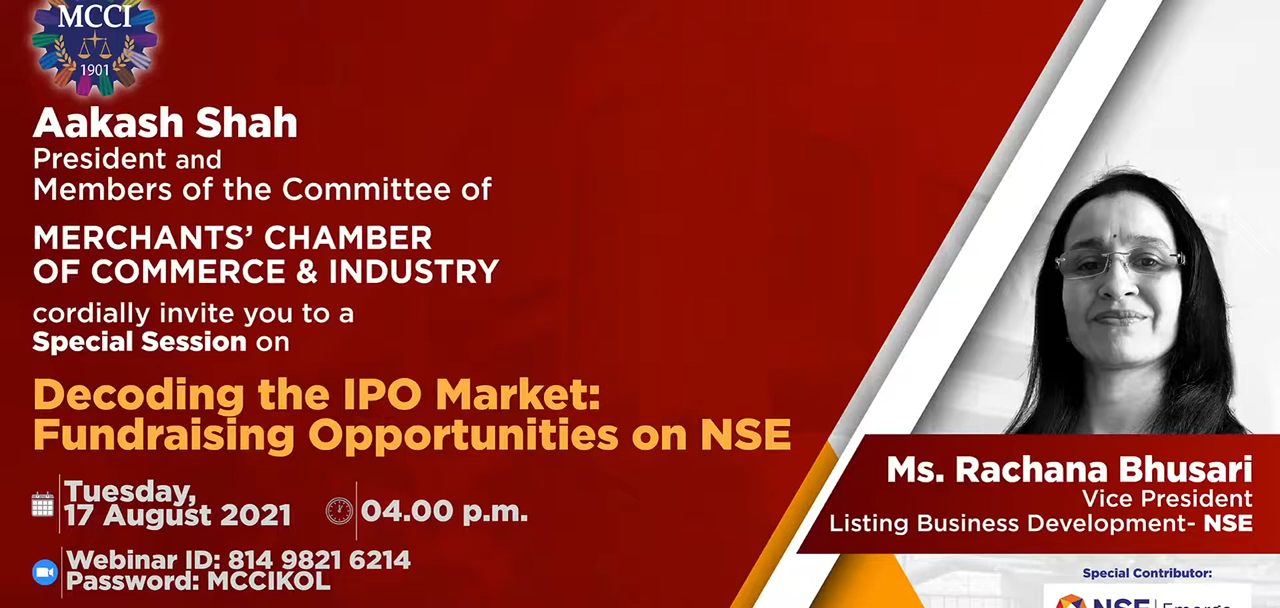 MCCI
1901
Aakash Shah
President and
Members of the Committee of
MERCHANTS' CHAMBER
OF COMMERCE & INDUSTRY
cordially invite you to a
Special Session on
Decoding the IPO Market:
Fundraising Opportunities on NSE
Tuesday,
17 August 2021
04.00 p.m.
Webinar ID: 814 9821 6214
Password: MCCIKOL
Ms. Rachana Bhusari
Vice President
Listing Business Development- NSE
Special Contributor:
NSE | Emerge